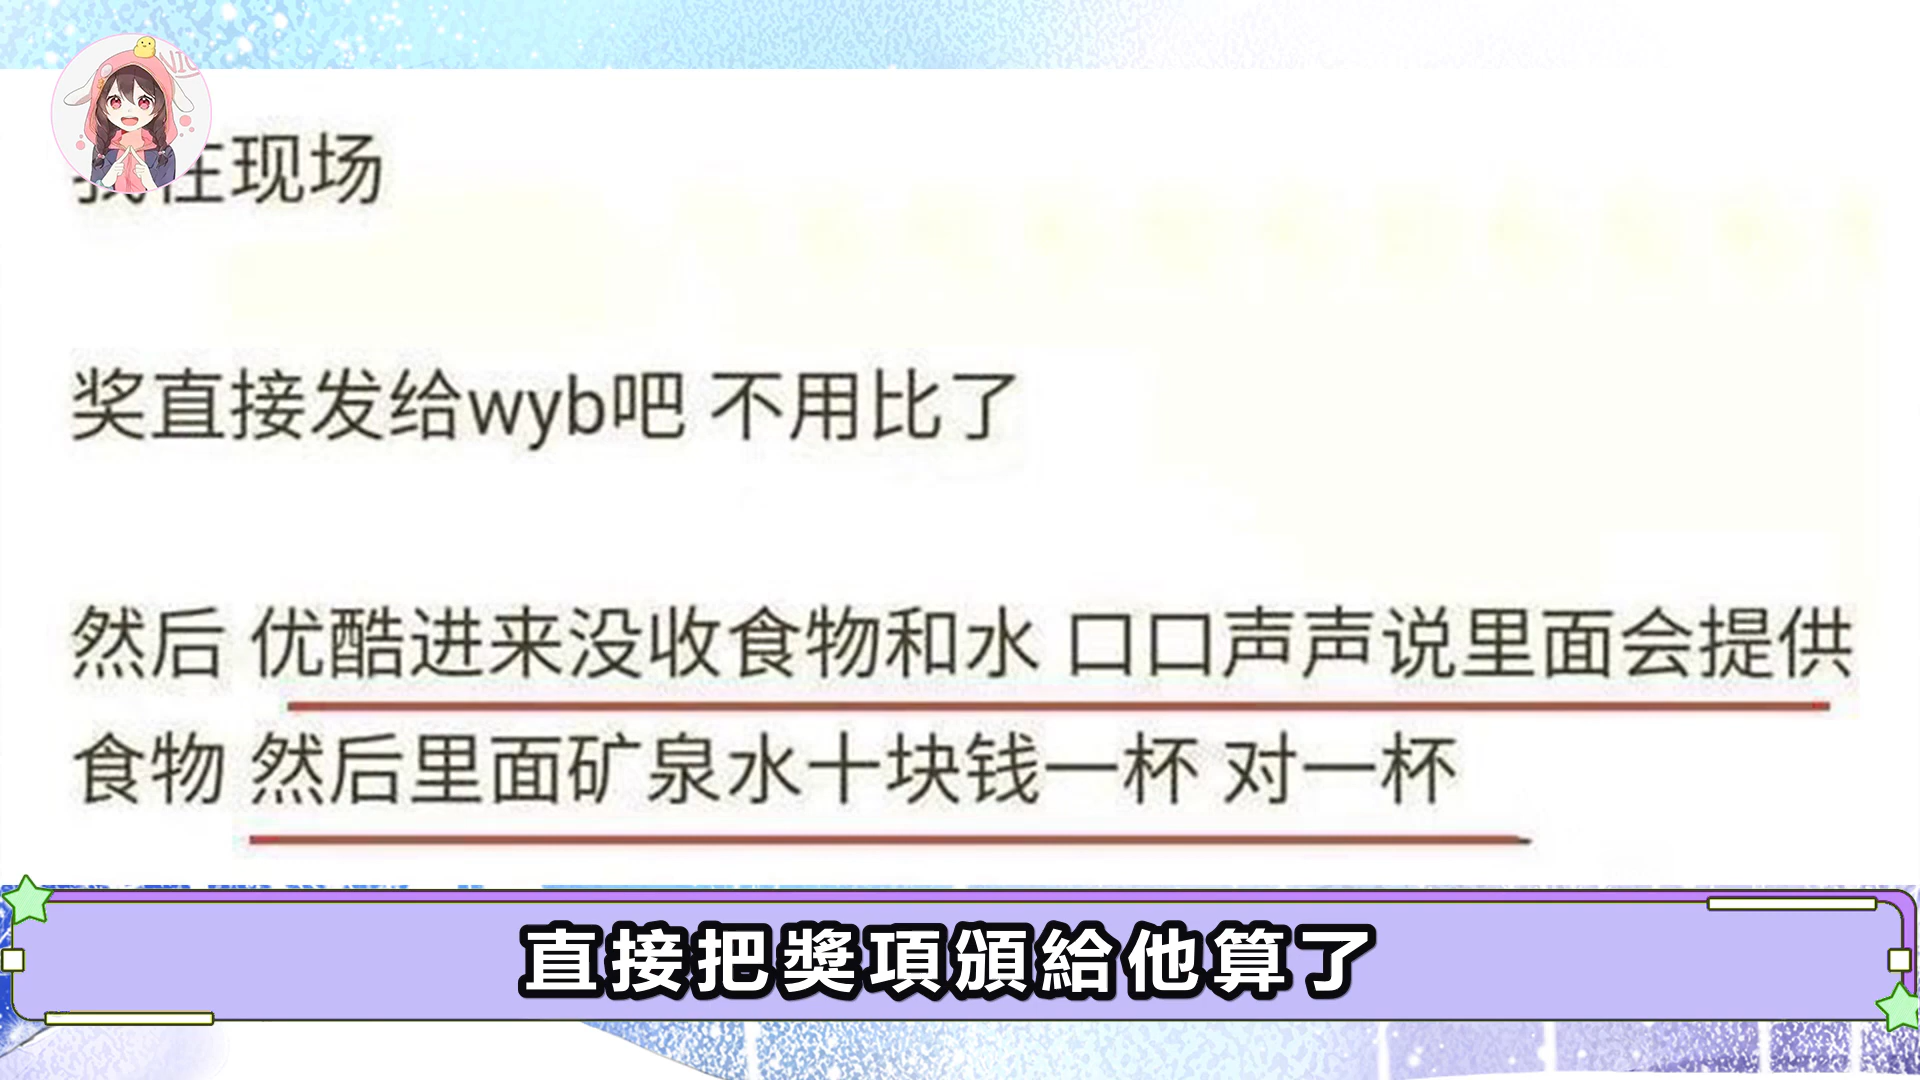 在现场
奖直接发给wyb吧 不用比了
然后 优酷进来没收食物和水 口口声声说里面会提供
食物 然后里面矿泉水十块钱一杯 对一杯
直接把獎項頒給他算了